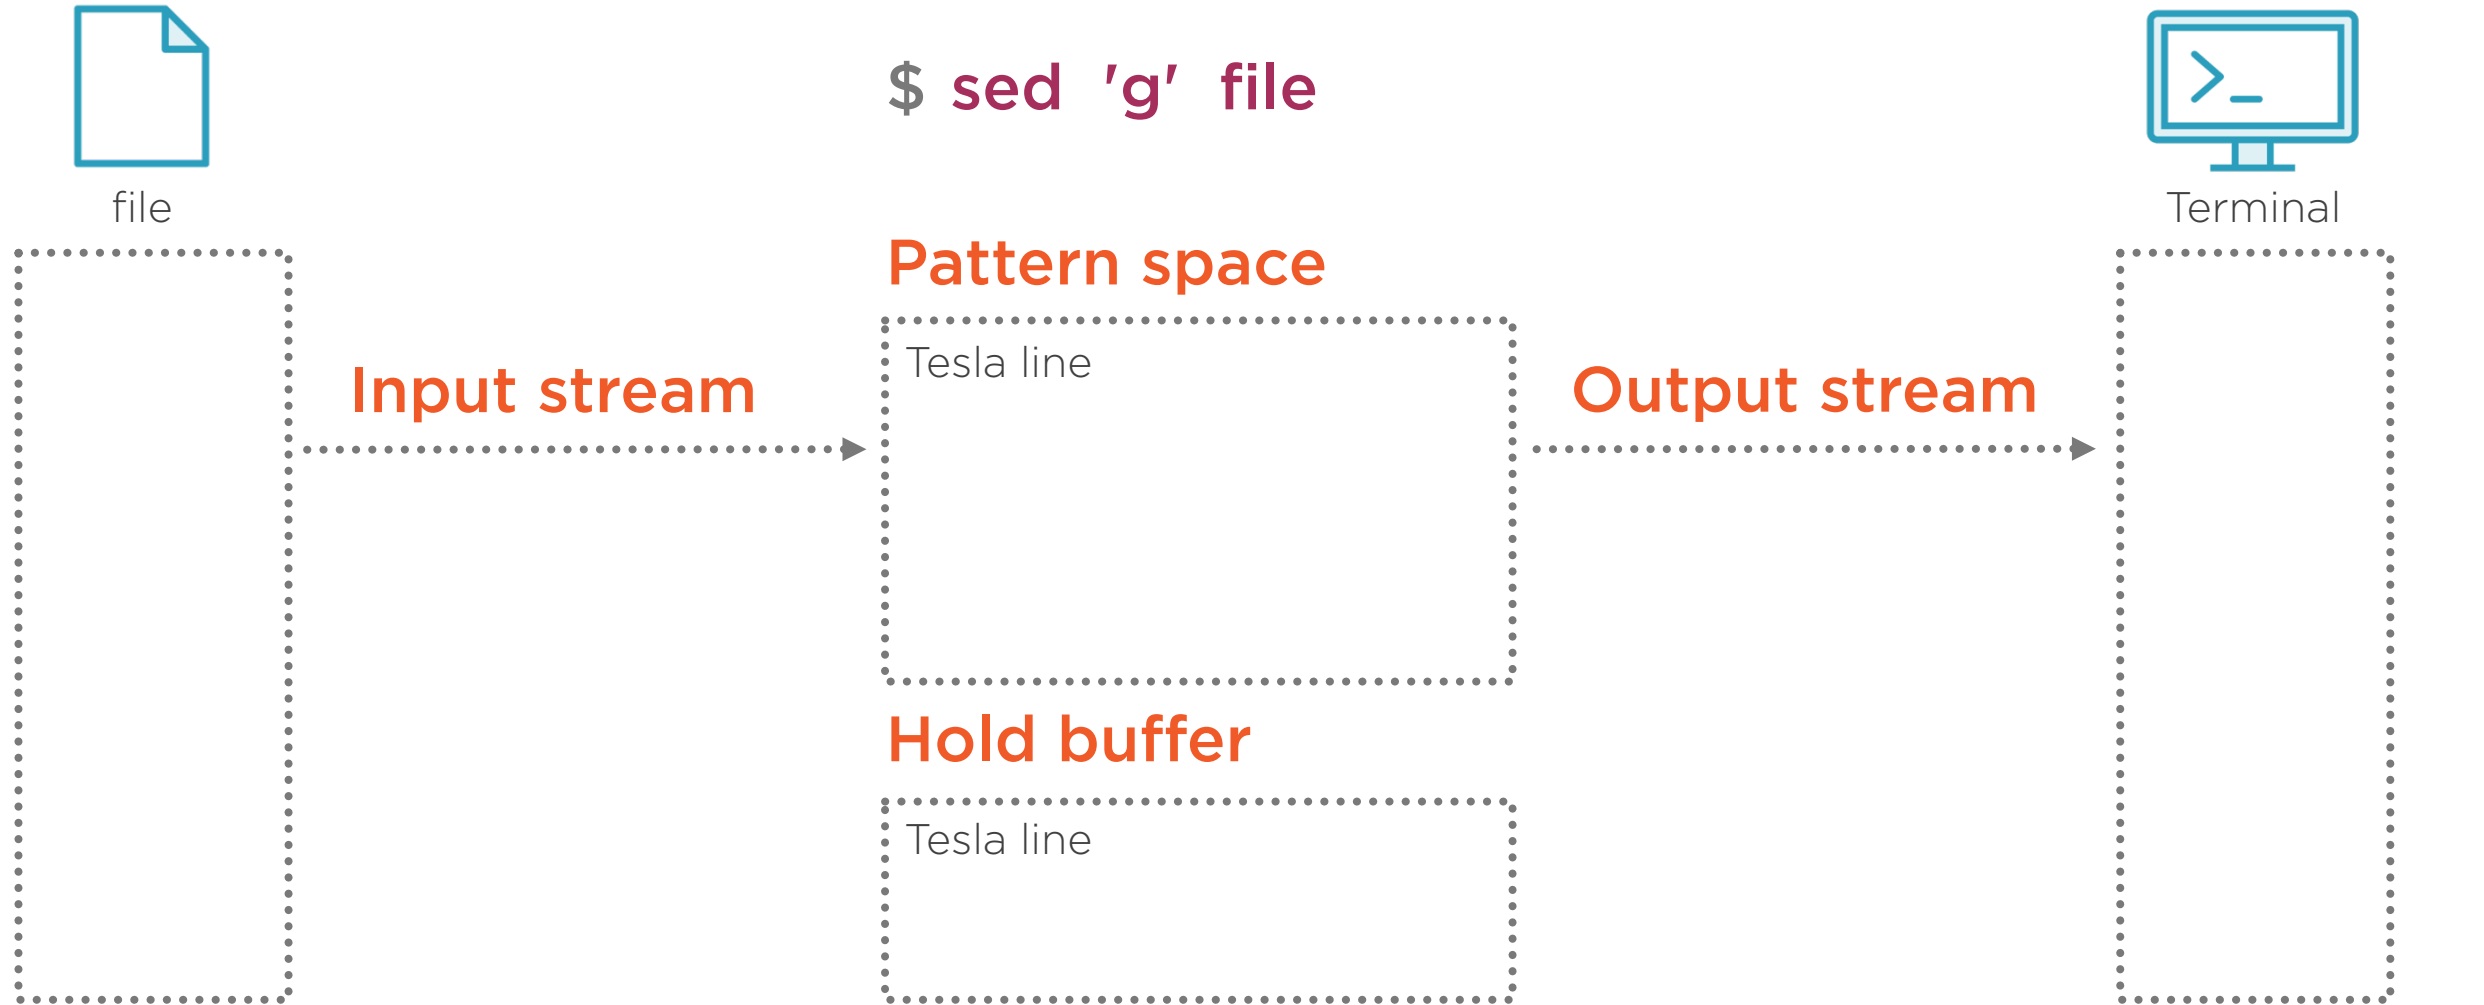 $ sed 'g' file
file
Terminal
Pattern space
Tesla line
Input stream
Output stream
Hold buffer
Tesla line